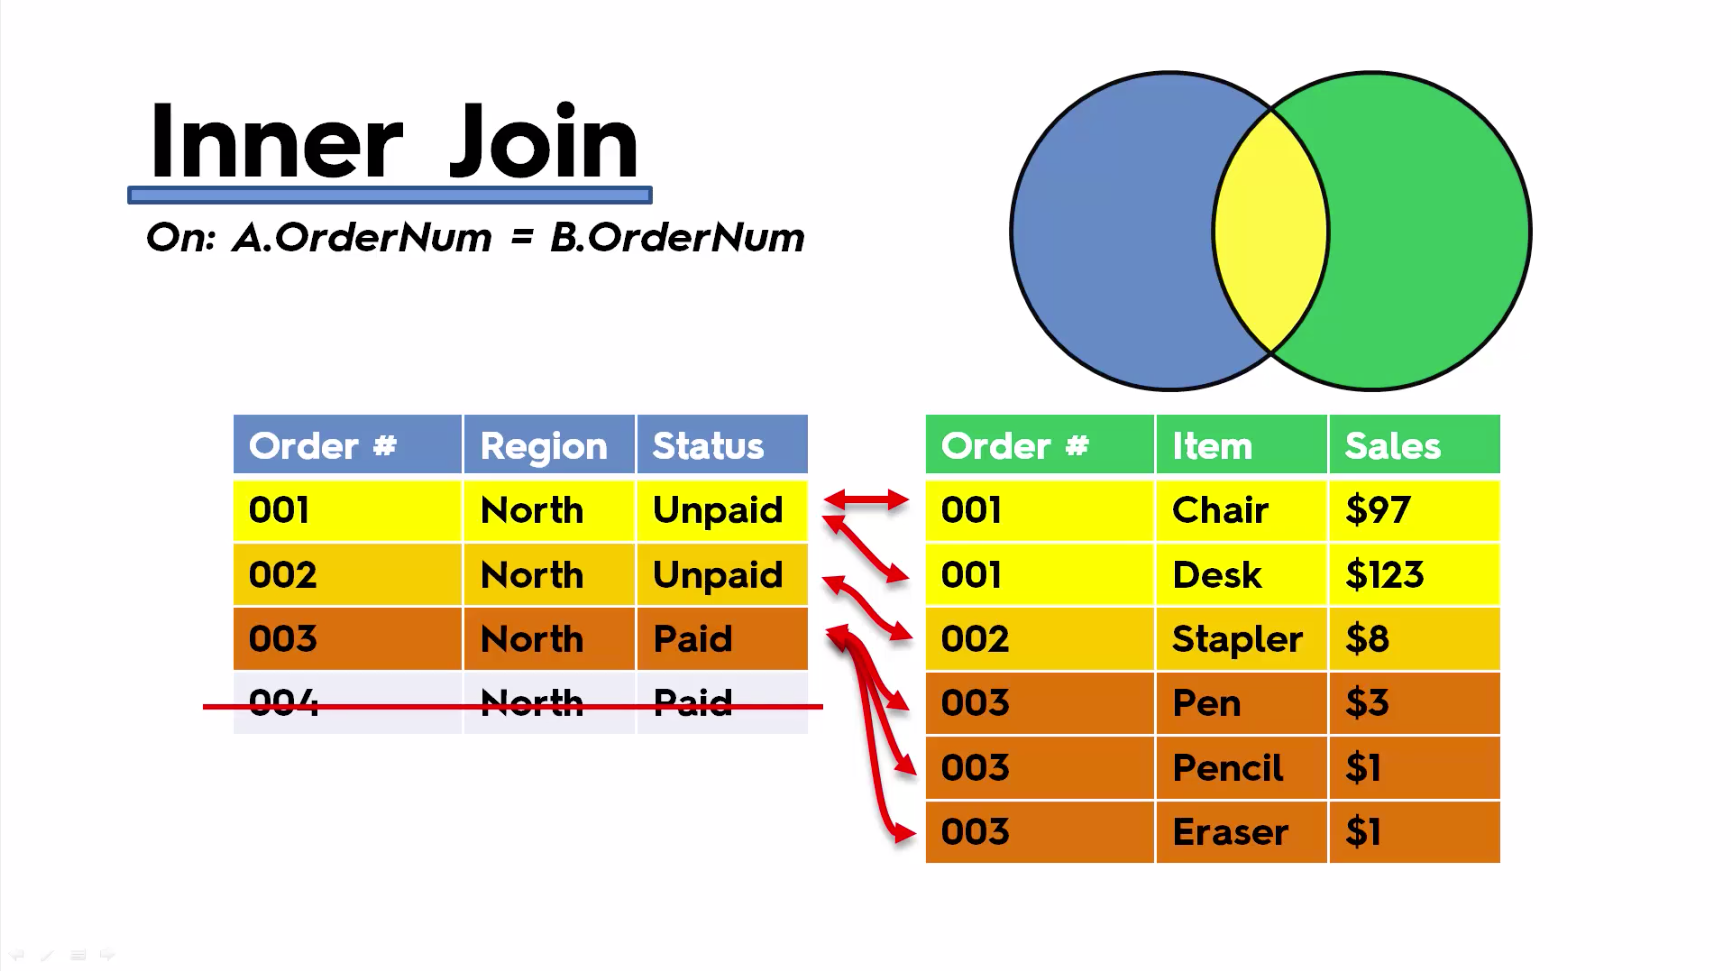 Inner Join
On: A.OrderNum = B.OrderNum
Order # Region Status
001 North Unpaid
002 North Unpaid
003 North Paid
004 North Paid
Order # Item Sales
001 Chair $97
001 Desk $123
002 Stapler $8
003 Pen $3
003 Pencil $1
003 Eraser $1